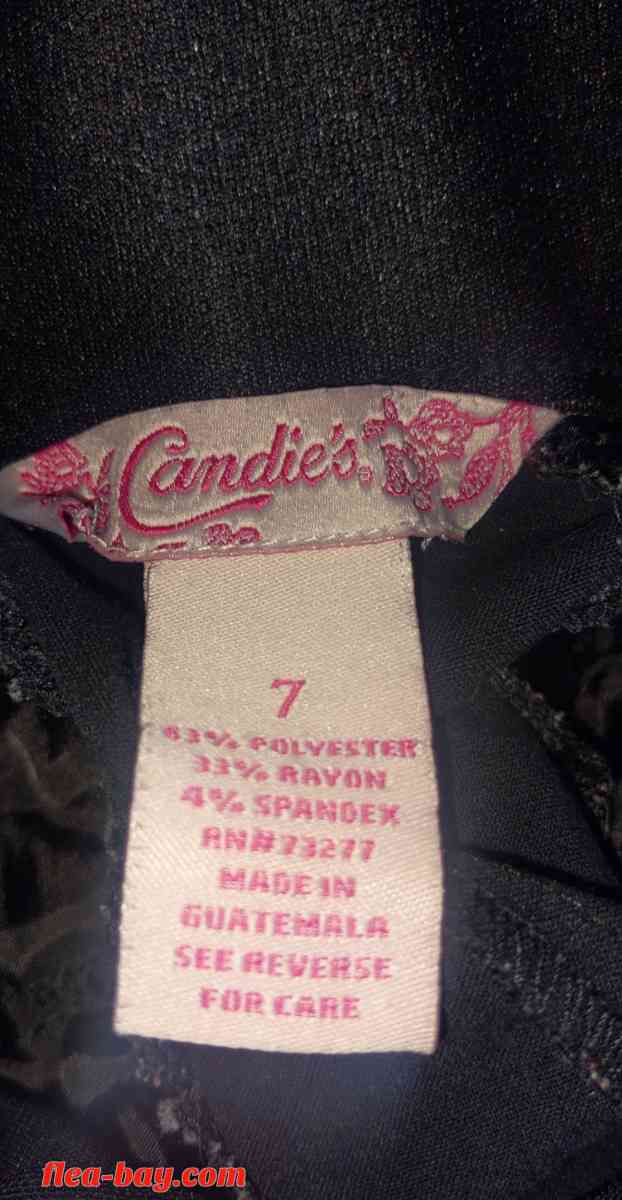 Candie's®
7
63% POLYESTER
33% RAYON
4% SPANDEX
RN#73277
MADE IN
GUATEMALA
SEE REVERSE
FOR CARE
flea-bay.com